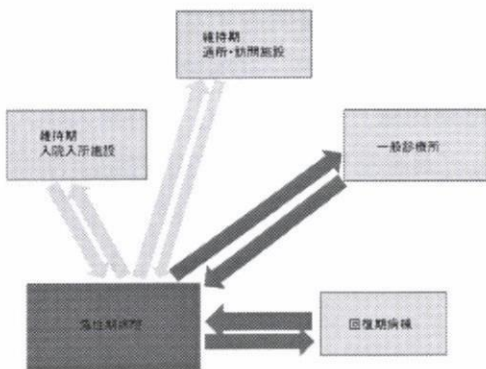 維持期
通所・訪問施設
維持期
入院入所施設
一般診療所
急性期病院
回復期病棟